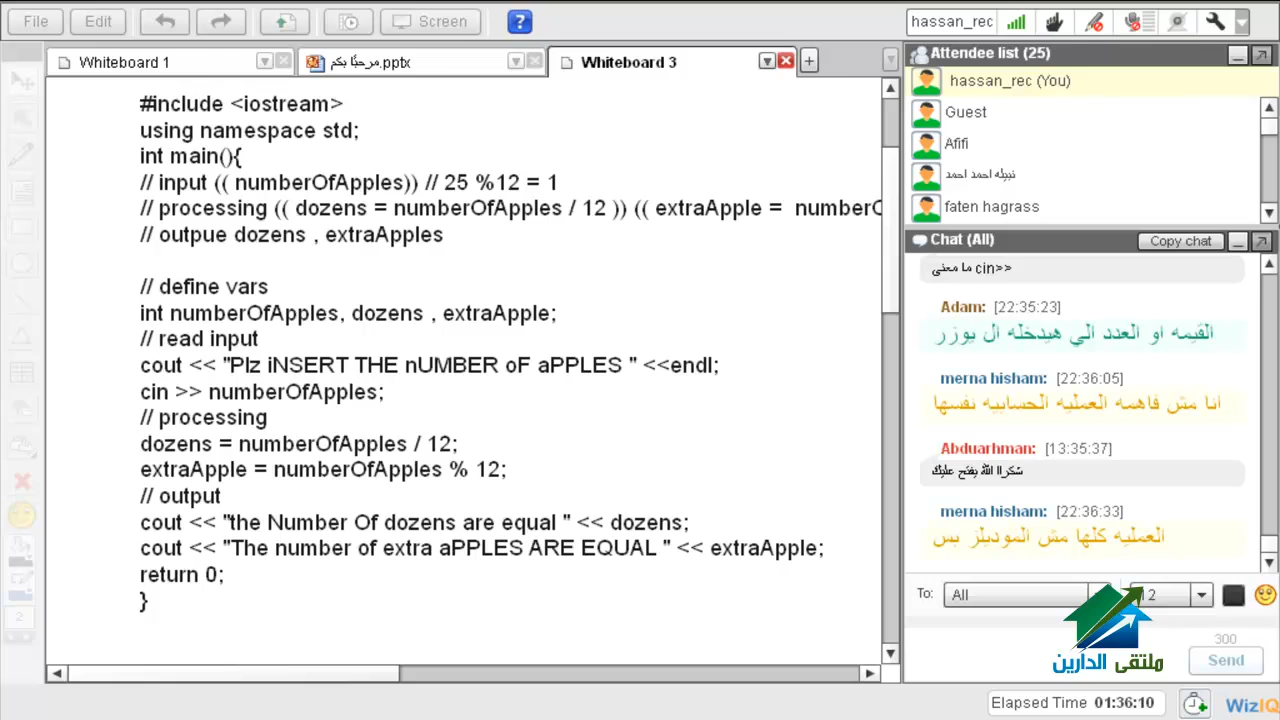 File
Edit
Screen
?
hassan_rec
Whiteboard 1
مرحبًا بكم.pptx
Whiteboard 3
#include <iostream>
using namespace std;
int main(){
// input (( numberOfApples)) // 25 %12 = 1
// processing (( dozens = numberOfApples / 12 )) (( extraApple =  numberO
// outpue dozens , extraApples
// define vars
int numberOfApples, dozens , extraApple;
// read input
cout << "Plz iNSERT THE nUMBER oF aPPLES " <<endl;
cin >> numberOfApples;
// processing
dozens = numberOfApples / 12;
extraApple = numberOfApples % 12;
// output
cout << "the Number Of dozens are equal " << dozens;
cout << "The number of extra aPPLES ARE EQUAL " << extraApple;
return 0;
}
2
Attendee list (25)
hassan_rec (You)
Guest
Afifi
نبيله احمد احمد
faten hagrass
Chat (All)
Copy chat
ما معنى cin>>
Adam: [22:35:23]
القيمه او العدد الي هيدخله ال يوزر
merna hisham: [22:36:05]
انا مش فاهمه العمليه الحسابيه نفسها
Abduarhman: [13:35:37]
شكراا الله يفتح عليك
merna hisham: [22:36:33]
العمليه كلها مش الموديلز بس
To:
All
12
ملتقى الدارين
300
Send
Elapsed Time 01:36:10
WizIQ